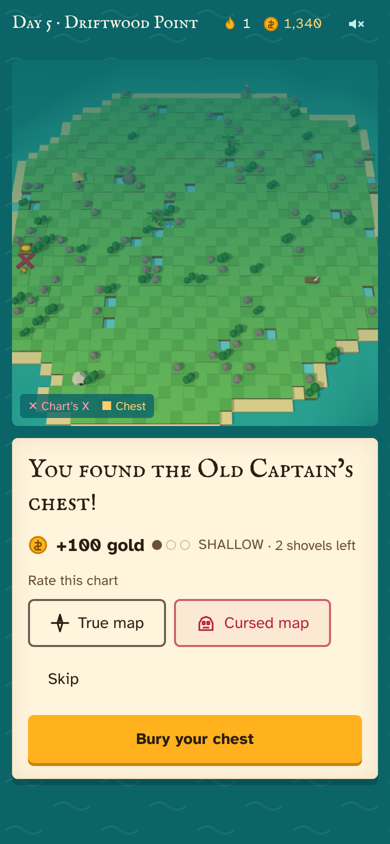 Day 5 · Driftwood Point
1
1,340
Chart's X
Chest
You found the Old Captain's
chest!
+100 gold
SHALLOW · 2 shovels left
Rate this chart
True map
Cursed map
Skip
Bury your chest